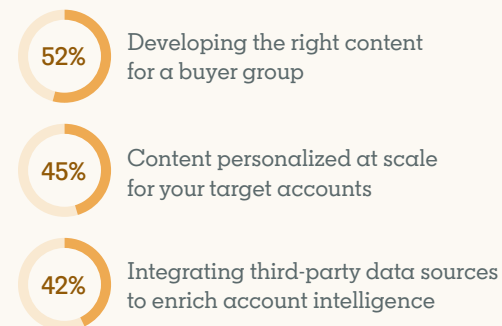 52%
Developing the right content
for a buyer group
45%
Content personalized at scale
for your target accounts
42%
Integrating third-party data sources
to enrich account intelligence